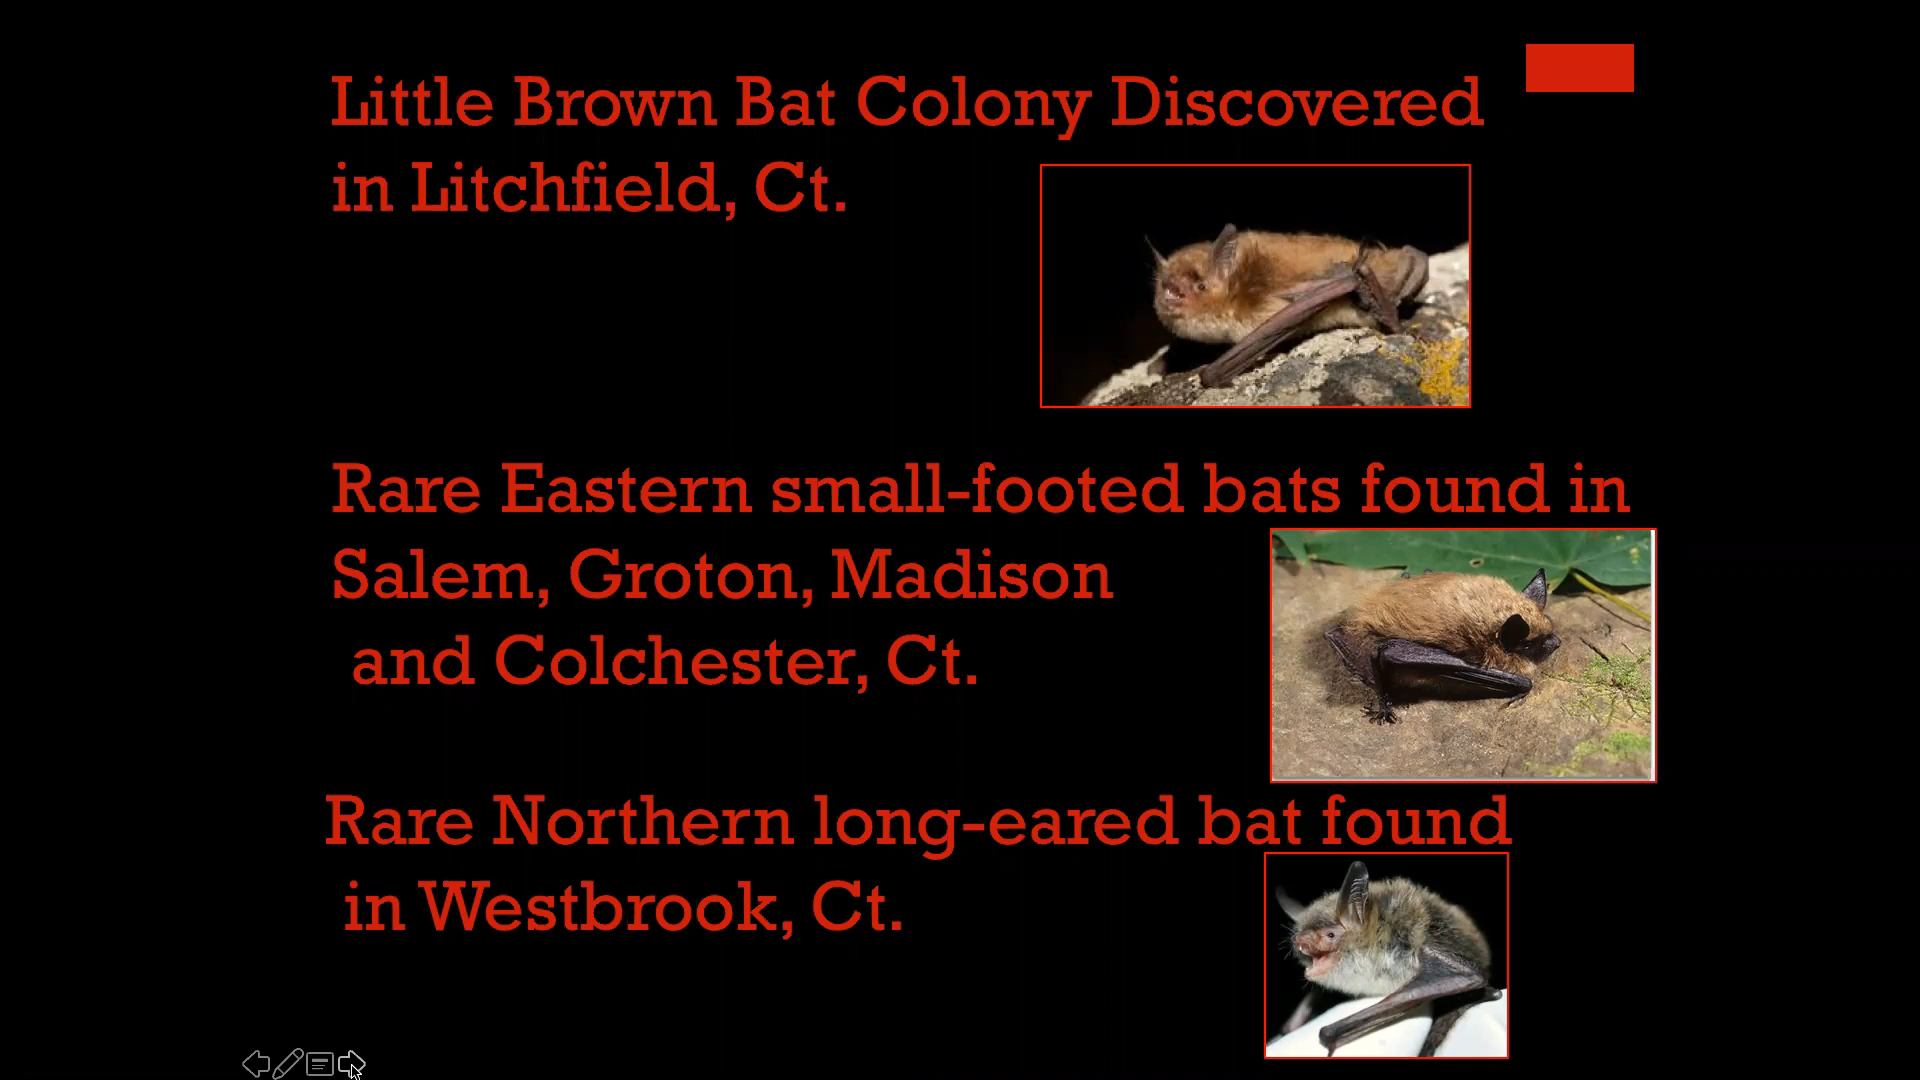 Little Brown Bat Colony Discovered
in Litchfield, Ct.
Rare Eastern small-footed bats found in
Salem, Groton, Madison
and Colchester, Ct.
Rare Northern long-eared bat found
in Westbrook, Ct.